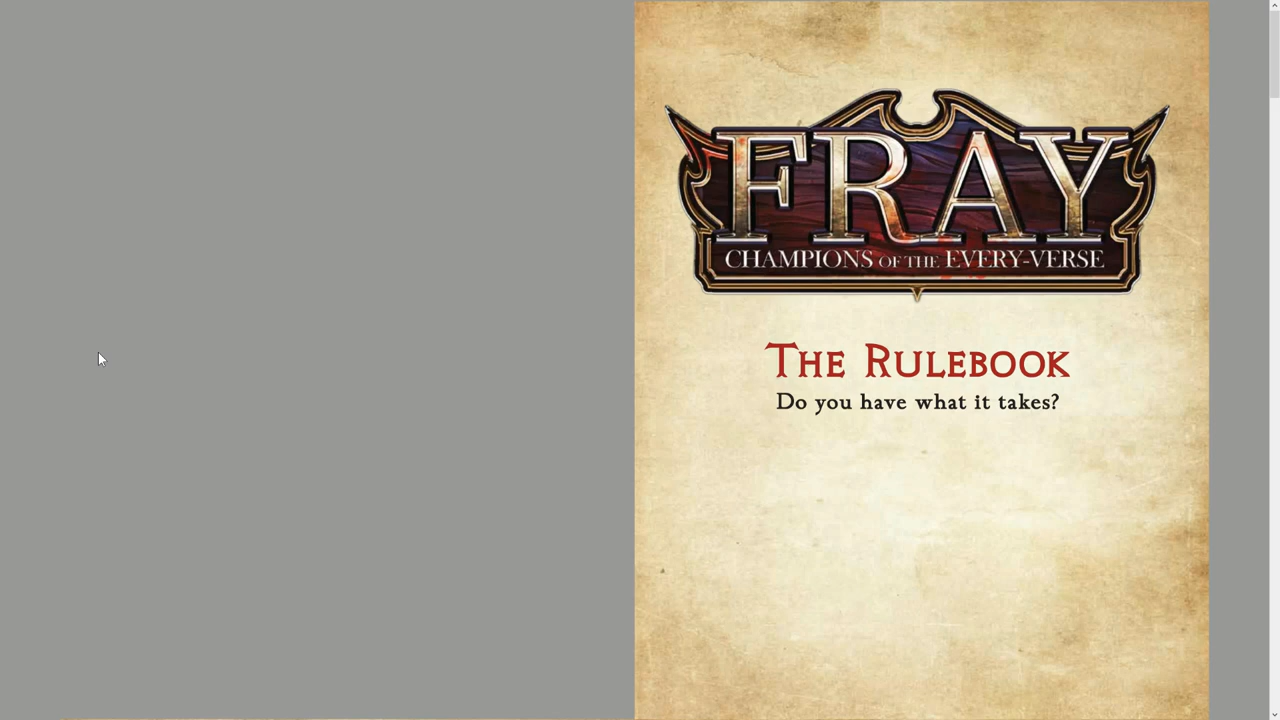 FRAY
CHAMPIONS OF THE EVERY-VERSE
The Rulebook
Do you have what it takes?